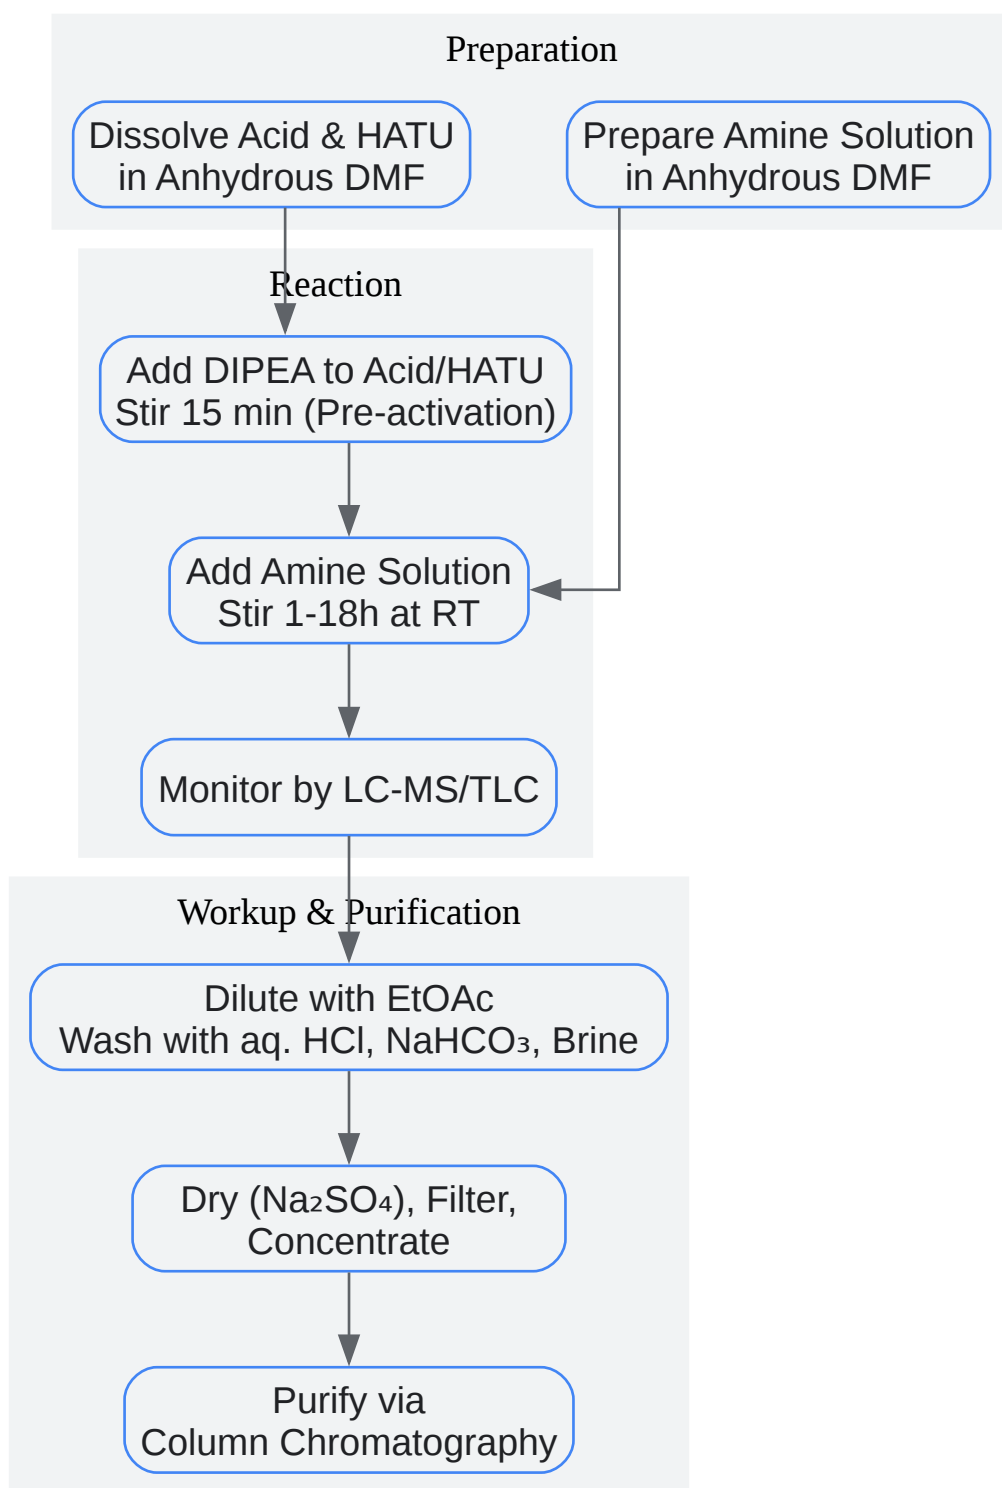 Preparation
Dissolve Acid & HATU
in Anhydrous DMF
Prepare Amine Solution
in Anhydrous DMF
Reaction
Add DIPEA to Acid/HATU
Stir 15 min (Pre-activation)
Add Amine Solution
Stir 1-18h at RT
Monitor by LC-MS/TLC
Workup & Purification
Dilute with EtOAc
Wash with aq. HCl, NaHCO₃, Brine
Dry (Na₂SO₄), Filter,
Concentrate
Purify via
Column Chromatography